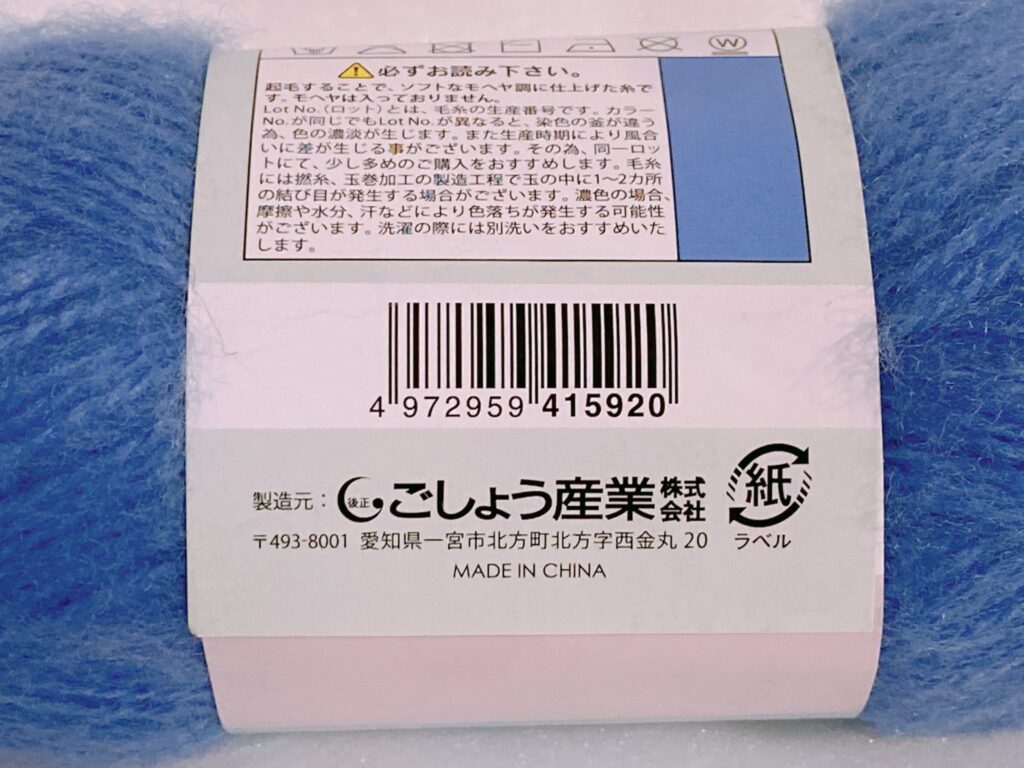 W
必ずお読み下さい。
起毛することで、ソフトなモヘヤ調に仕上げた糸で
す。モヘヤは入っておりません。
Lot No.(ロット)とは、毛糸の生産番号です。カラー
No.が同じでもLot No.が異なると、染色の釜が違う
為、色の濃淡が生じます。また生産時期により風合
いに差が生じる事がございます。その為、同一ロッ
トにて、少し多めのご購入をおすすめします。毛糸
には撚糸、玉巻加工の製造工程で玉の中に1〜2カ所
の結び目が発生する場合がございます。濃色の場合、
摩擦や水分、汗などにより色落ちが発生する可能性
がございます。洗濯の際には別洗いをおすすめいた
します。
4 972959 415920
製造元: 後正 ごしょう産業 株式会社
〒493-8001 愛知県一宮市北方町北方字西金丸 20
MADE IN CHINA
紙
ラベル